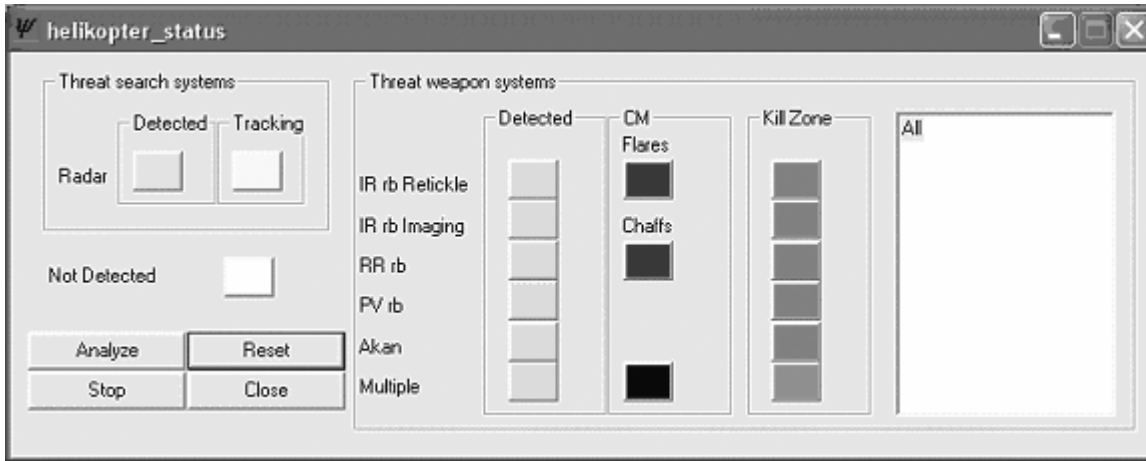 ψ helikopter_status
Threat search systems
Detected Tracking
Radar
Not Detected
Analyze Reset
Stop Close
Threat weapon systems
Detected CM Kill Zone
Flares
IR rb Retickle
IR rb Imaging Chaffs
RR rb
PV rb
Akan
Multiple
All